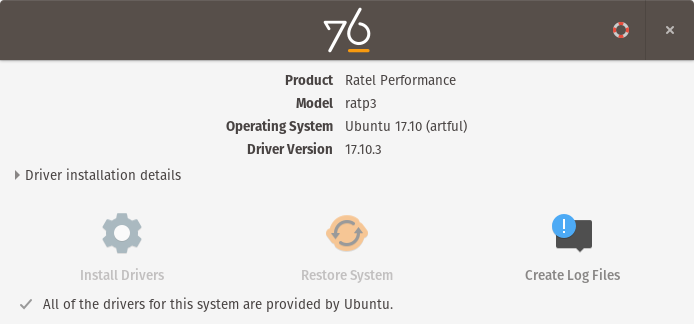 76
Product Ratel Performance
Model ratp3
Operating System Ubuntu 17.10 (artful)
Driver Version 17.10.3
Driver installation details
Install Drivers Restore System Create Log Files
All of the drivers for this system are provided by Ubuntu.